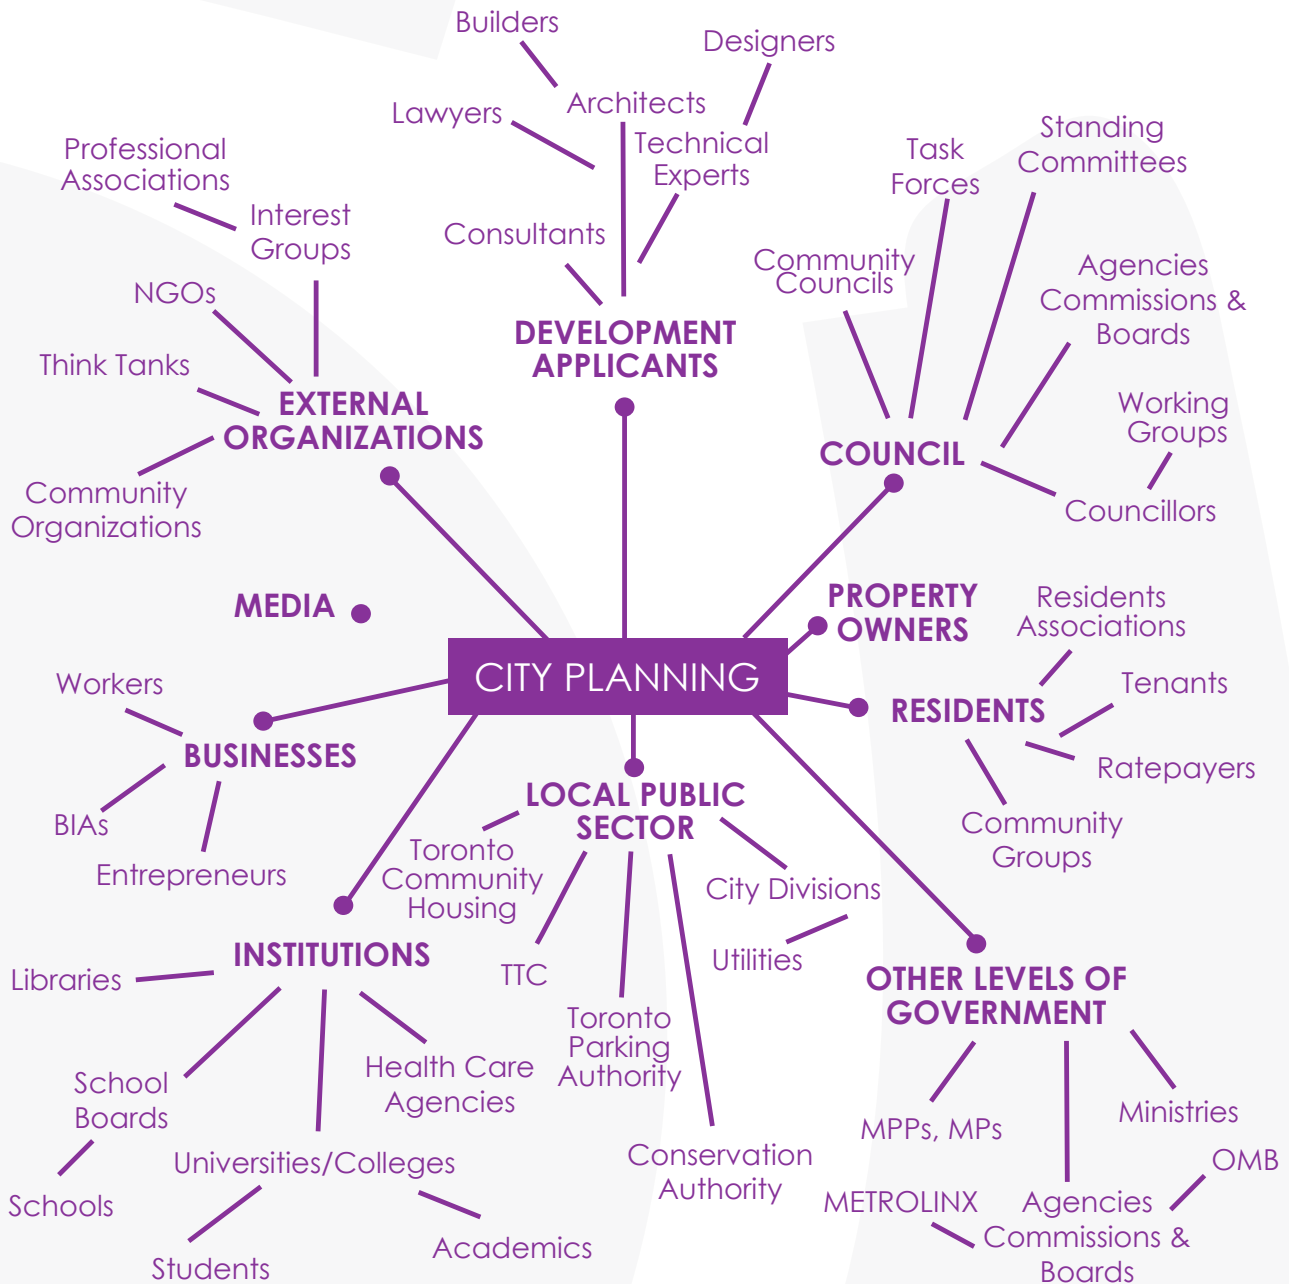 Builders
Designers
Lawyers
Architects
Technical
Experts
Consultants
DEVELOPMENT
APPLICANTS
Professional
Associations
Interest
Groups
NGOs
Think Tanks
EXTERNAL
ORGANIZATIONS
Community
Organizations
Task
Forces
Standing
Committees
Community
Councils
Agencies
Commissions &
Boards
Working
Groups
COUNCIL
Councillors
MEDIA
PROPERTY
OWNERS
Residents
Associations
CITY PLANNING
Tenants
RESIDENTS
Ratepayers
Community
Groups
Workers
BUSINESSES
BIAs
Entrepreneurs
LOCAL PUBLIC
SECTOR
Toronto
Community
Housing
City Divisions
Utilities
TTC
Toronto
Parking
Authority
Conservation
Authority
INSTITUTIONS
Libraries
School
Boards
Schools
Health Care
Agencies
Universities/Colleges
Students
Academics
OTHER LEVELS OF
GOVERNMENT
MPPs, MPs
Ministries
OMB
METROLINX
Agencies
Commissions &
Boards